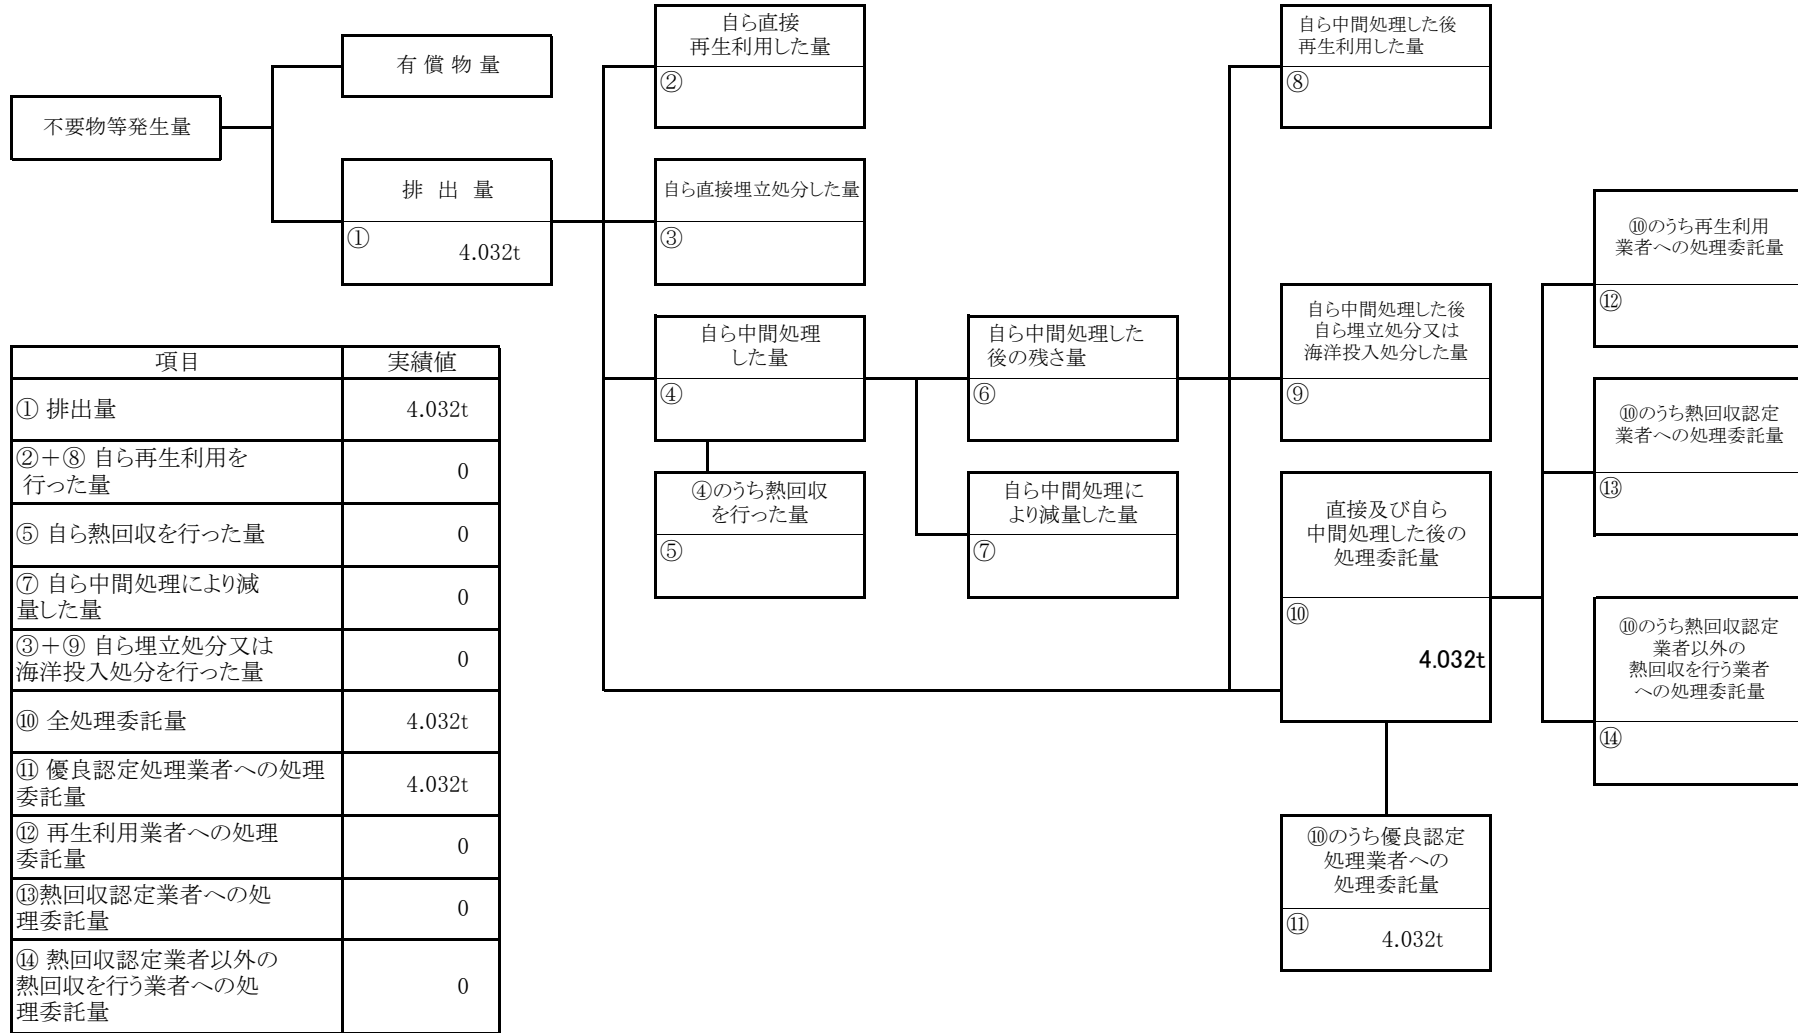 不要物等発生量
有 償 物 量
排 出 量
①
4.032t
自ら直接
再生利用した量
②
自ら直接埋立処分した量
③
自ら中間処理
した量
④
④のうち熱回収
を行った量
⑤
自ら中間処理した
後の残さ量
⑥
自ら中間処理に
より減量した量
⑦
自ら中間処理した後
再生利用した量
⑧
自ら中間処理した後
自ら埋立処分又は
海洋投入処分した量
⑨
直接及び自ら
中間処理した後の
処理委託量
⑩
4.032t
⑩のうち優良認定
処理業者への
処理委託量
⑪
4.032t
⑩のうち再生利用
業者への処理委託量
⑫
⑩のうち熱回収認定
業者への処理委託量
⑬
⑩のうち熱回収認定
業者以外の
熱回収を行う業者
への処理委託量
⑭
項目 実績値
① 排出量 4.032t
②＋⑧ 自ら再生利用を
行った量 0
⑤ 自ら熱回収を行った量 0
⑦ 自ら中間処理により減
量した量 0
③＋⑨ 自ら埋立処分又は
海洋投入処分を行った量 0
⑩ 全処理委託量 4.032t
⑪ 優良認定処理業者への処理
委託量 4.032t
⑫ 再生利用業者への処理
委託量 0
⑬熱回収認定業者への処
理委託量 0
⑭ 熱回収認定業者以外の
熱回収を行う業者への処
理委託量 0